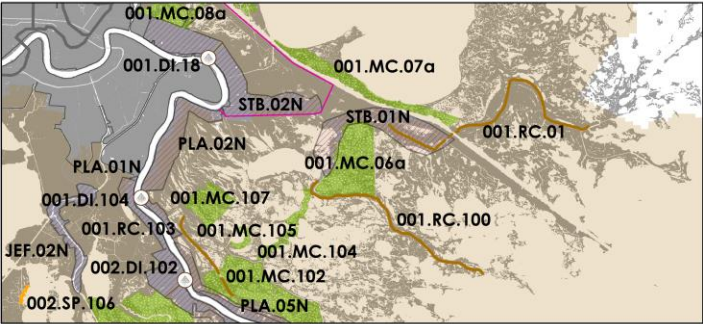 001.MC.08a
001.DI.18
001.MC.07a
STB.02N
STB.01N
001.RC.01
PLA.02N
PLA.01N
001.MC.06a
001.DI.104
001.MC.107
001.RC.103
001.MC.105
001.RC.100
JEF.02N
001.MC.104
002.DI.102
001.MC.102
002.SP.106
PLA.05N